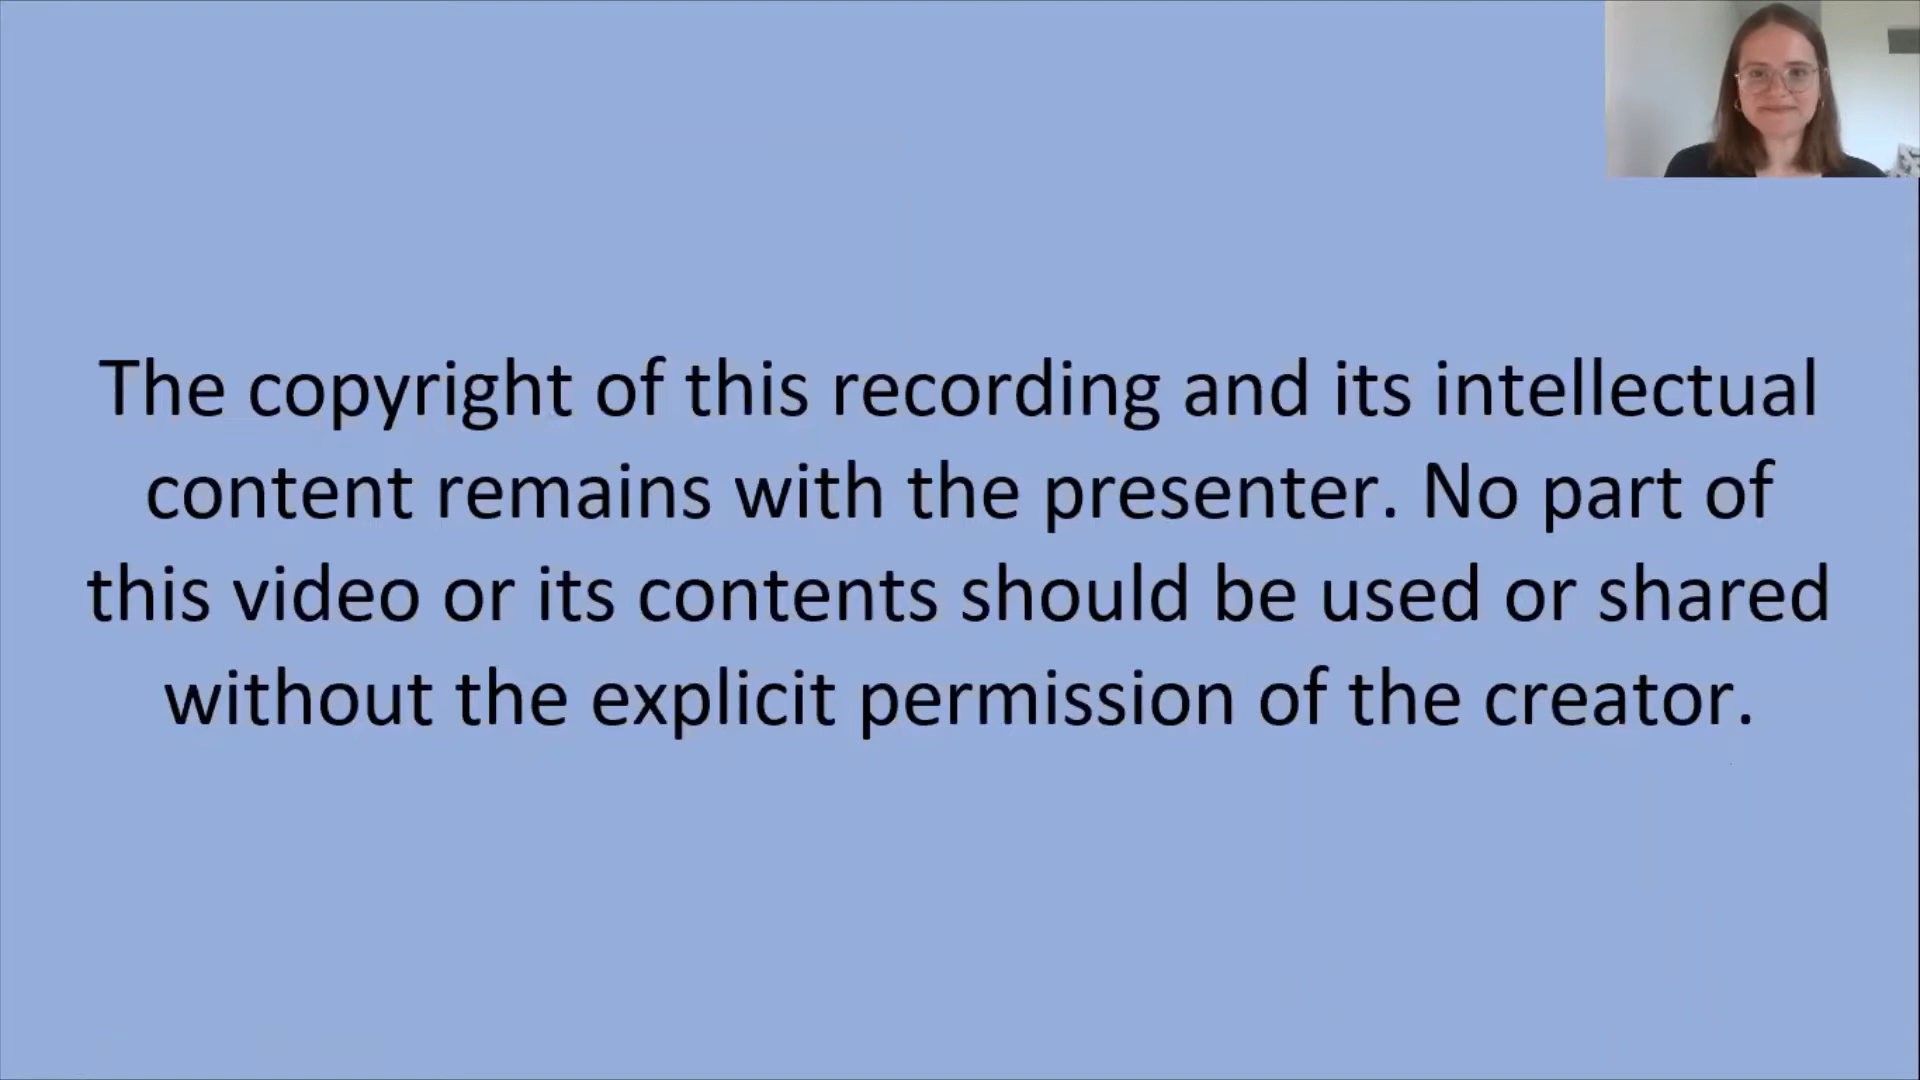 The copyright of this recording and its intellectual
content remains with the presenter. No part of
this video or its contents should be used or shared
without the explicit permission of the creator.